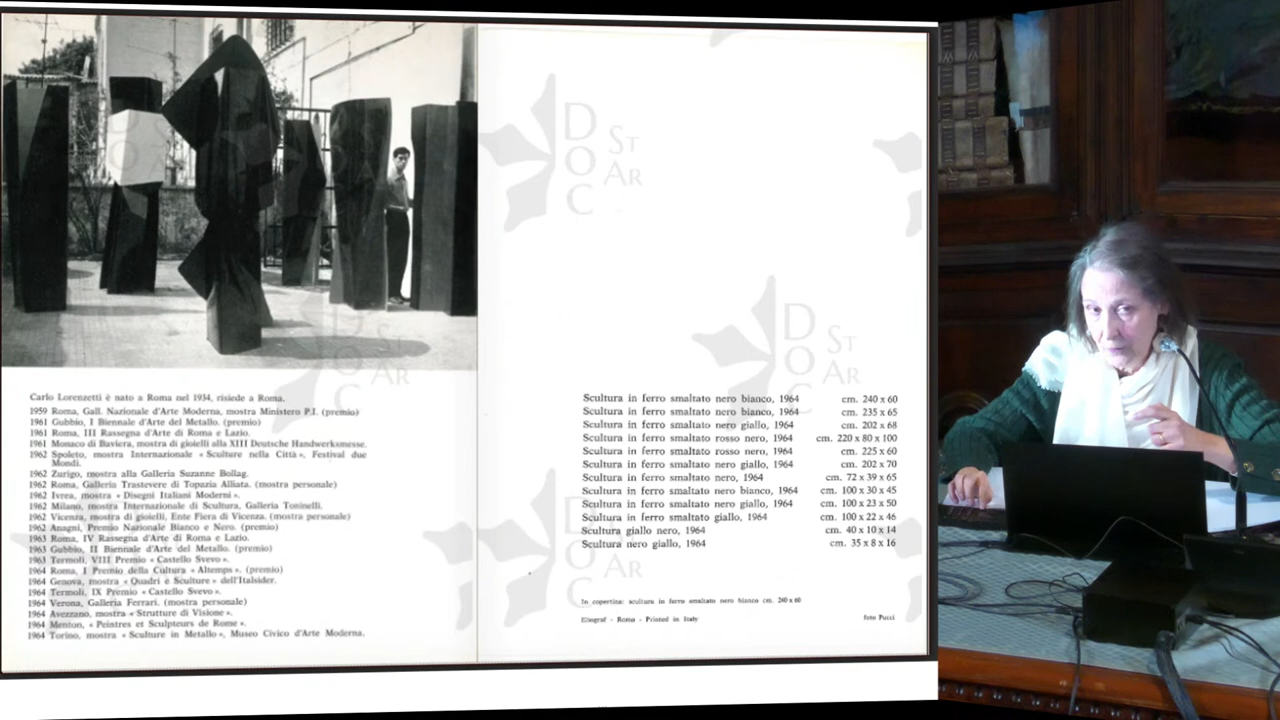 Carlo Lorenzetti è nato a Roma nel 1934, risiede a Roma.
1959 Roma, Gall. Nazionale d'Arte Moderna, mostra Ministero P.I. (premio)
1961 Gubbio, I Biennale d'Arte del Metallo. (premio)
1961 Roma, III Rassegna d'Arte di Roma e Lazio.
1961 Monaco di Baviera, mostra di gioielli alla XIII Deutsche Handwerksmesse.
1962 Spoleto, mostra Internazionale « Sculture nella Città », Festival due
Mondi.
1962 Zurigo, mostra alla Galleria Suzanne Bollag.
1962 Roma, Galleria Trastevere di Topazia Alliata. (mostra personale)
1962 Ivrea, mostra « Disegni Italiani Moderni ».
1962 Milano, mostra Internazionale di Scultura, Galleria Toninelli.
1962 Vicenza, mostra di gioielli, Ente Fiera di Vicenza. (mostra personale)
1962 Anagni, Premio Nazionale Bianco e Nero. (premio)
1963 Roma, IV Rassegna d'Arte di Roma e Lazio.
1963 Gubbio, II Biennale d'Arte del Metallo. (premio)
1963 Termoli, VIII Premio « Castello Svevo ».
1964 Roma, I Premio della Cultura « Altemps ». (premio)
1964 Genova, mostra « Quadri e Sculture » dell'Italsider.
1964 Termoli, IX Premio « Castello Svevo ».
1964 Verona, Galleria Ferrari. (mostra personale)
1964 Avezzano, mostra « Strutture di Visione ».
1964 Menton, « Peintres et Sculpteurs de Rome ».
1964 Torino, mostra « Sculture in Metallo », Museo Civico d'Arte Moderna.
DOC
ST
AR
DOC
ST
AR
DOC
ST
AR
DOC
AR
Scultura in ferro smaltato nero bianco, 1964 cm. 240 x 60
Scultura in ferro smaltato nero bianco, 1964 cm. 235 x 65
Scultura in ferro smaltato nero giallo, 1964 cm. 202 x 68
Scultura in ferro smaltato rosso nero, 1964 cm. 220 x 80 x 100
Scultura in ferro smaltato rosso nero, 1964 cm. 225 x 60
Scultura in ferro smaltato nero giallo, 1964 cm. 202 x 70
Scultura in ferro smaltato nero, 1964 cm. 72 x 39 x 65
Scultura in ferro smaltato nero bianco, 1964 cm. 100 x 30 x 45
Scultura in ferro smaltato nero giallo, 1964 cm. 100 x 23 x 50
Scultura in ferro smaltato giallo, 1964 cm. 100 x 22 x 46
Scultura giallo nero, 1964 cm. 40 x 10 x 14
Scultura nero giallo, 1964 cm. 35 x 8 x 16
In copertina: scultura in ferro smaltato nero bianco cm. 240 x 60
Eliograf - Roma - Printed in Italy foto Pucci